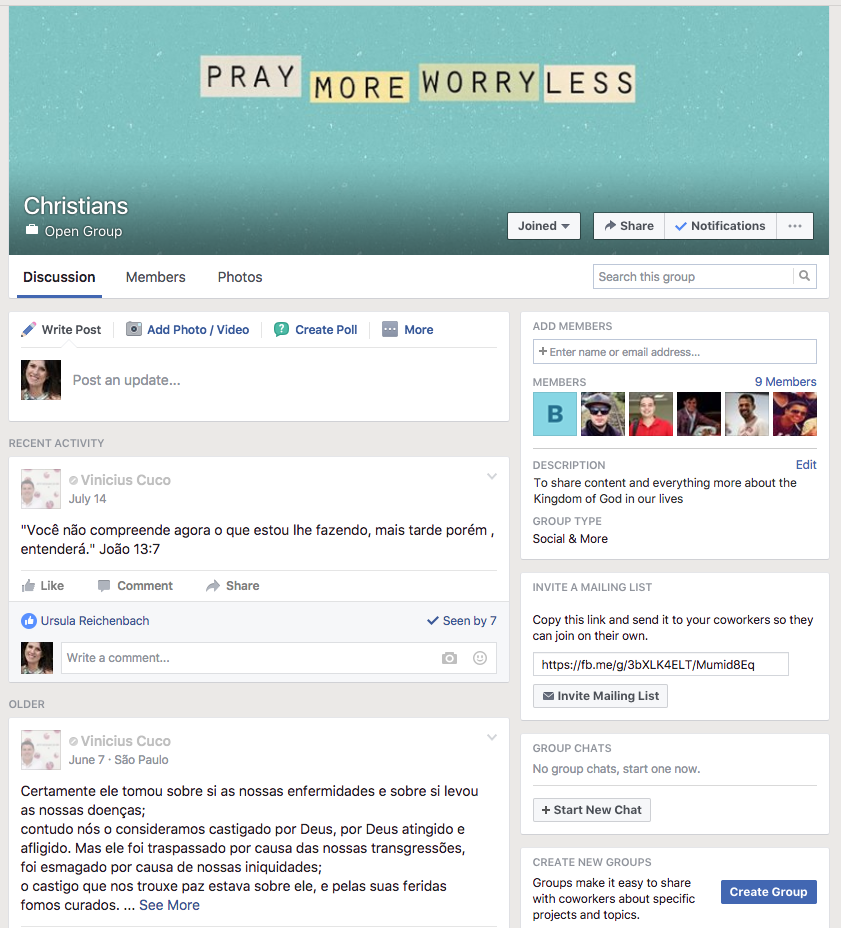 PRAY MORE WORRY LESS
Christians
Open Group
Joined
Share
Notifications
Discussion
Members
Photos
Search this group
Write Post
Add Photo / Video
Create Poll
More
Post an update...
RECENT ACTIVITY
Vinicius Cuco
July 14
"Você não compreende agora o que estou lhe fazendo, mais tarde porém ,
entenderá." João 13:7
Like
Comment
Share
Ursula Reichenbach
Seen by 7
Write a comment...
OLDER
Vinicius Cuco
June 7 · São Paulo
Certamente ele tomou sobre si as nossas enfermidades e sobre si levou
as nossas doenças;
contudo nós o consideramos castigado por Deus, por Deus atingido e
afligido. Mas ele foi traspassado por causa das nossas transgressões,
foi esmagado por causa de nossas iniquidades;
o castigo que nos trouxe paz estava sobre ele, e pelas suas feridas
fomos curados. ... See More
ADD MEMBERS
+ Enter name or email address...
MEMBERS
9 Members
B
DESCRIPTION
Edit
To share content and everything more about the
Kingdom of God in our lives
GROUP TYPE
Social & More
INVITE A MAILING LIST
Copy this link and send it to your coworkers so they
can join on their own.
https://fb.me/g/3bXLK4ELT/Mumid8Eq
Invite Mailing List
GROUP CHATS
No group chats, start one now.
+ Start New Chat
CREATE NEW GROUPS
Groups make it easy to share
with coworkers about specific
projects and topics.
Create Group